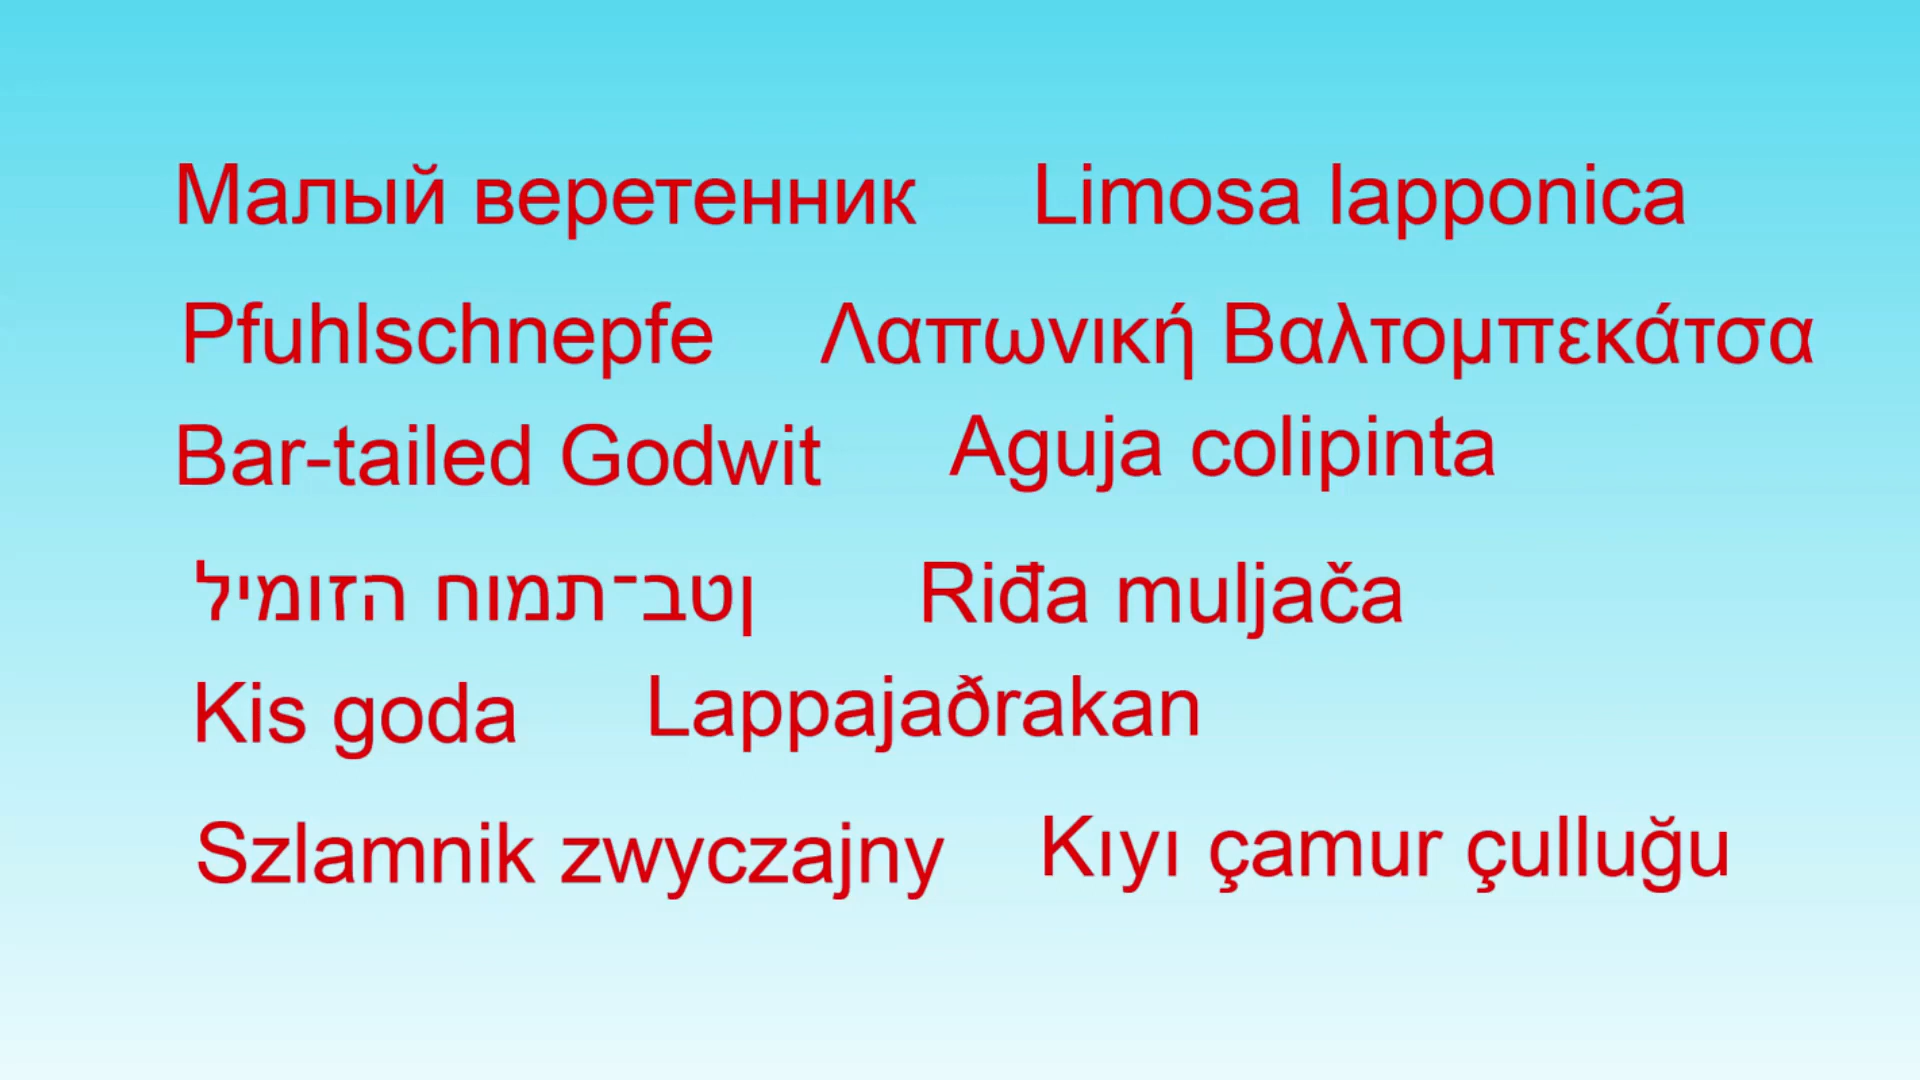 Малый веретенник Limosa lapponica
Pfuhlschnepfe Λαπωνική Βαλτομπεκάτσα
Bar-tailed Godwit Aguja colipinta
לימוזה חומת־בטן Riđa muljača
Kis goda Lappajaðrakan
Szlamnik zwyczajny Kıyı çamur çulluğu